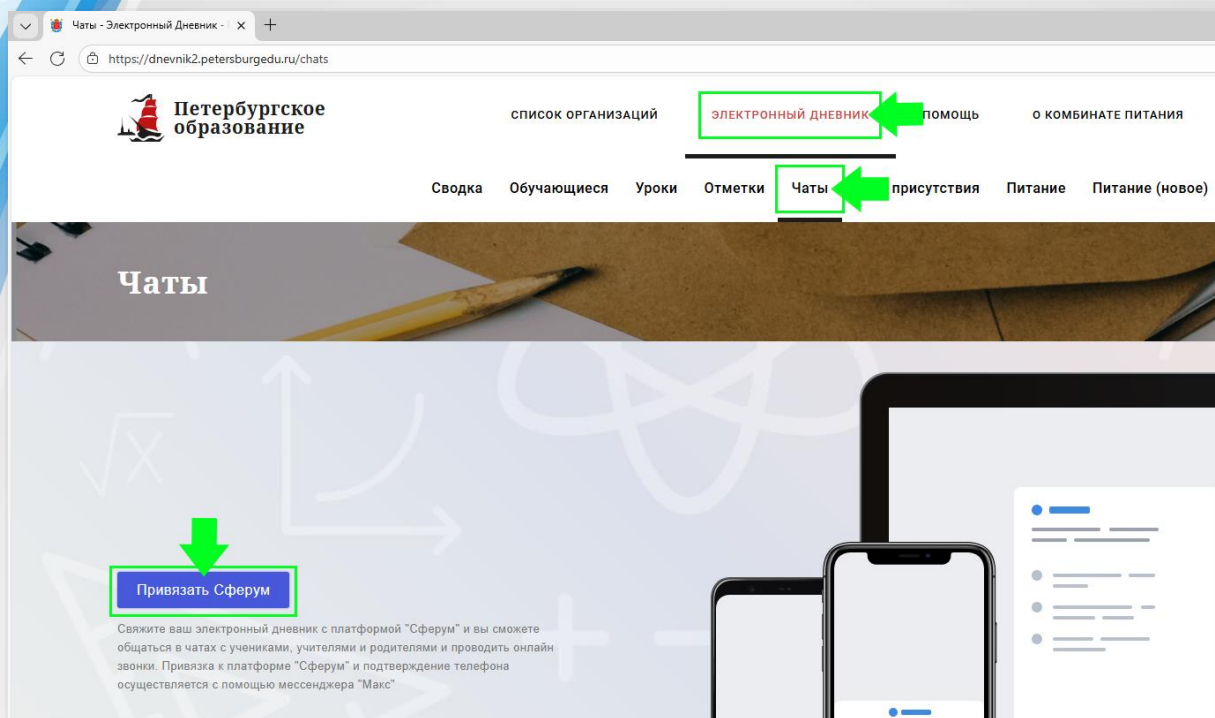 Чаты - Электронный Дневник -
https://dnevnik2.petersburgedu.ru/chats
Петербургское
образование
СПИСОК ОРГАНИЗАЦИЙ ЭЛЕКТРОННЫЙ ДНЕВНИК ПОМОЩЬ О КОМБИНАТЕ ПИТАНИЯ
Сводка Обучающиеся Уроки Отметки Чаты присутствия Питание Питание (новое)
Чаты
Привязать Сферум
Свяжите ваш электронный дневник с платформой "Сферум" и вы сможете
общаться в чатах с учениками, учителями и родителями и проводить онлайн
звонки. Привязка к платформе "Сферум" и подтверждение телефона
осуществляется с помощью мессенджера "Макс"